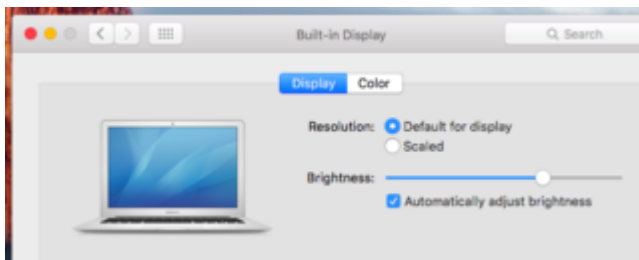 Built-in Display
Search
Display Color
Resolution: Default for display
Scaled
Brightness:
Automatically adjust brightness